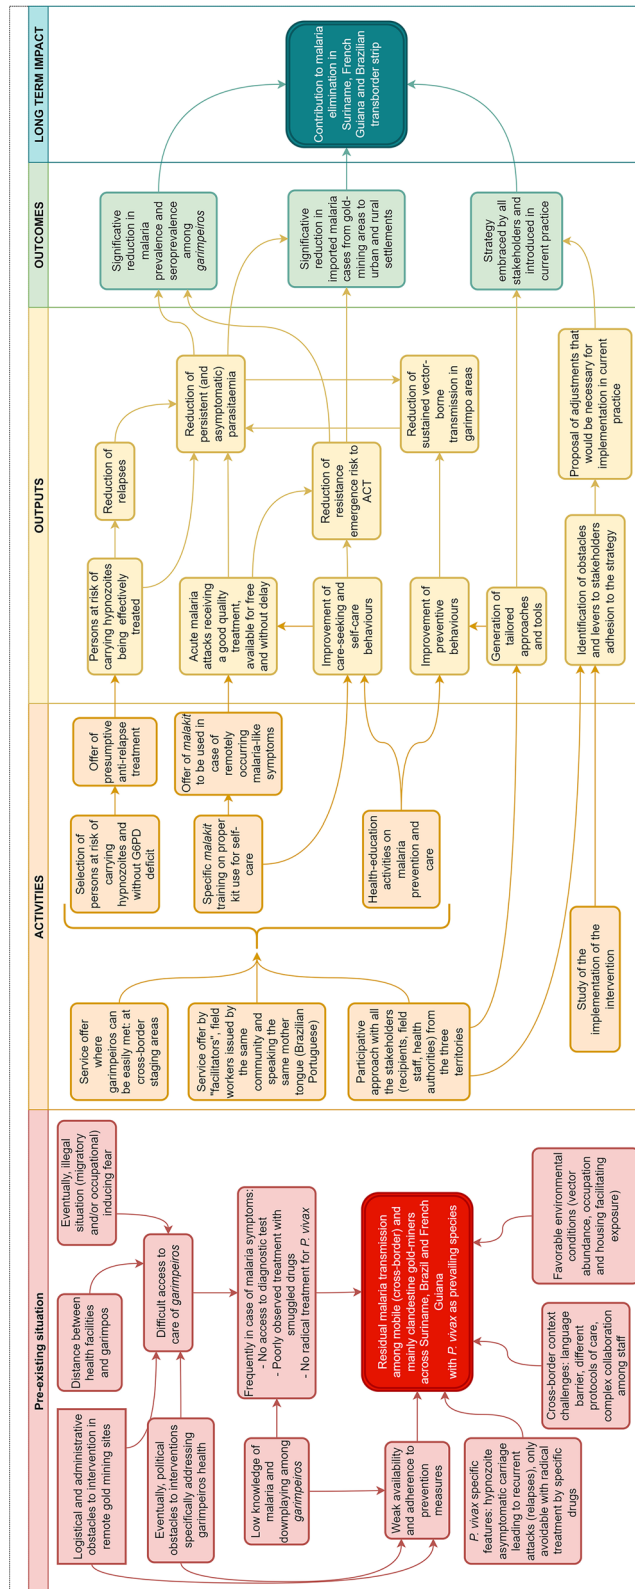 Pre-existing situation
Logistical and administrative
obstacles to intervention in
remote gold mining sites
Distance between
health facilities
and garimpos
Eventually, illegal
situation (migratory
and/or occupational)
inducing fear
Eventually, political
obstacles to interventions
specifically addressing
garimpeiros health
Difficult access to
care of garimpeiros
Low knowledge of
malaria and
downplaying among
garimpeiros
Frequently in case of malaria symptoms:
- No access to diagnostic test
- Poorly observed treatment with
smuggled drugs
- No radical treatment for P. vivax
Weak availability
and adherence to
prevention
measures
Residual malaria transmission
among mobile (cross-border) and
mainly clandestine gold-miners
across Suriname, Brazil and French
Guiana
with P. vivax as prevailing species
P. vivax specific
features: hypnozoite
asymptomatic carriage
leading to recurrent
attacks (relapses), only
avoidable with radical
treatment by specific
drugs
Cross-border context
challenges: language
barrier, different
protocols of care,
complex collaboration
among staff
Favorable environmental
conditions (vector
abundance, occupation
and housing facilitating
exposure)
ACTIVITIES
Service offer
where
garimpeiros can
be easily met: at
cross-border
staging areas
Service offer by
"facilitators", field
workers issued by
the same
community and
speaking the
same mother
tongue (Brazilian
Portuguese)
Participative
approach with all
the stakeholders
(recipients, field
staff, health
authorities) from
the three
territories
Selection of
persons at risk of
carrying
hypnozoites and
without G6PD
deficit
Offer of
presumptive
anti-relapse
treatment
Specific malakit
training on proper
kit use for self-
care
Offer of malakit
to be used in
case of
remotely
occurring
malaria-like
symptoms
Health-education
activities on
malaria
prevention and
care
Study of the
implementation of the
intervention
OUTPUTS
Persons at risk of
carrying hypnozoites
being effectively
treated
Reduction of
relapses
Acute malaria
attacks receiving
a good quality
treatment,
available for free
and without delay
Reduction of
persistent (and
asymptomatic)
parasitaemia
Improvement of
care-seeking and
self-care
behaviours
Reduction of
resistance
emergence risk to
ACT
Improvement of
preventive
behaviours
Reduction of
sustained vector-
borne
transmission in
garimpo areas
Generation of
tailored
approaches
and tools
Identification of obstacles
and levers to stakeholders
adhesion to the strategy
Proposal of adjustments that
would be necessary for
implementation in current
practice
OUTCOMES
Significative
reduction in
malaria
prevalence and
seroprevalence
among
garimpeiros
Significative
reduction in
imported malaria
cases from gold-
mining areas to
urban and rural
settlements
Strategy
embraced by all
stakeholders and
introduced in
current practice
LONG TERM IMPACT
Contribution to malaria
elimination in
Suriname, French
Guiana and Brazilian
transborder strip